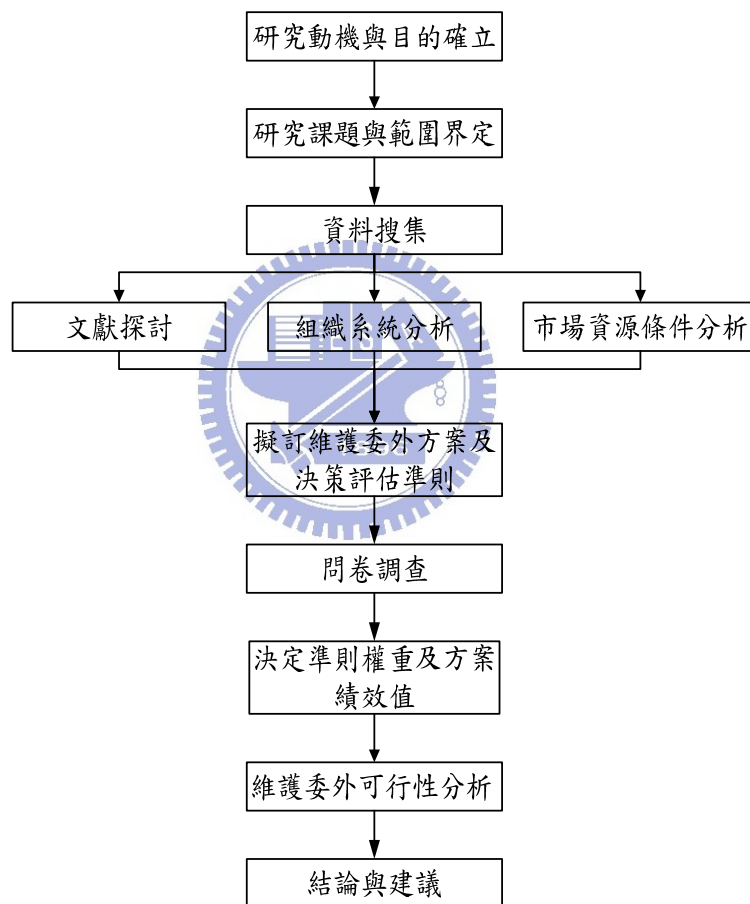 研究動機與目的確立
研究課題與範圍界定
資料搜集
文獻探討
組織系統分析
市場資源條件分析
擬訂維護委外方案及
決策評估準則
問卷調查
決定準則權重及方案
績效值
維護委外可行性分析
結論與建議